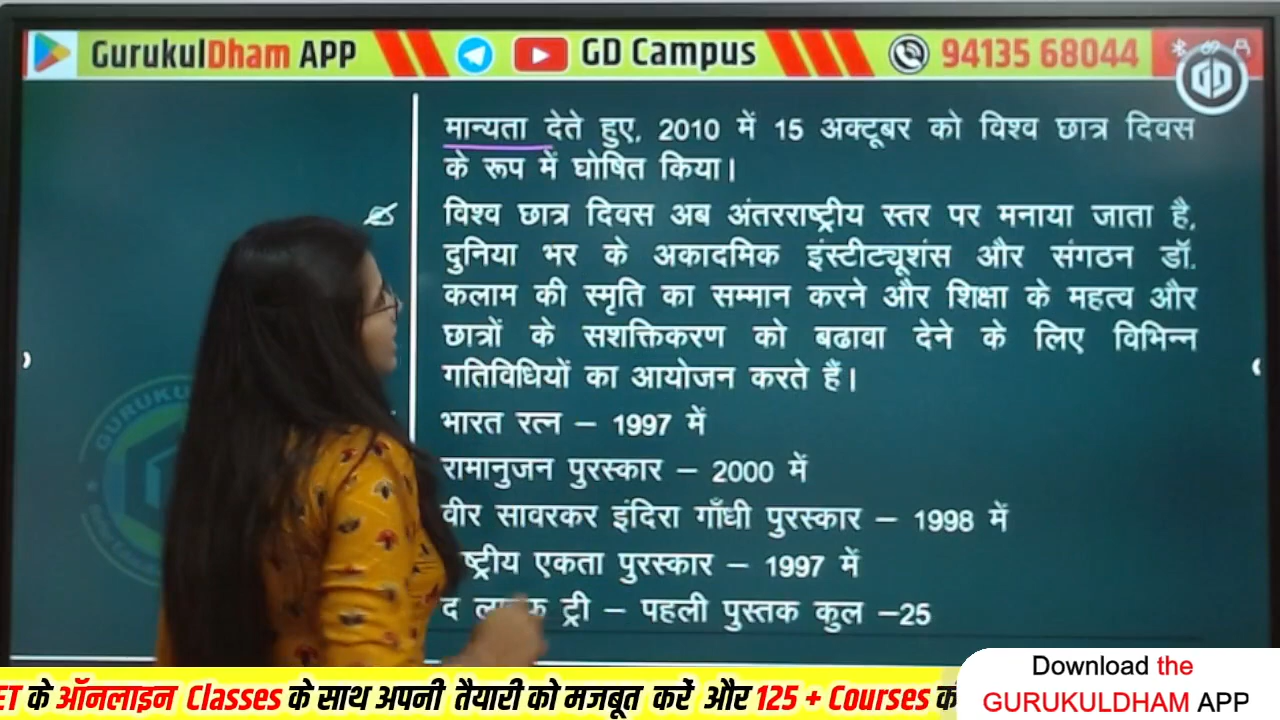 GurukulDham APP
GD Campus
94135 68044
GD
मान्यता देते हुए, 2010 में 15 अक्टूबर को विश्व छात्र दिवस
के रूप में घोषित किया।
विश्व छात्र दिवस अब अंतरराष्ट्रीय स्तर पर मनाया जाता है,
दुनिया भर के अकादमिक इंस्टीट्यूशंस और संगठन डॉ.
कलाम की स्मृति का सम्मान करने और शिक्षा के महत्व और
छात्रों के सशक्तिकरण को बढावा देने के लिए विभिन्न
गतिविधियों का आयोजन करते हैं।
भारत रत्न – 1997 में
रामानुजन पुरस्कार – 2000 में
वीर सावरकर इंदिरा गाँधी पुरस्कार – 1998 में
एकता पुरस्कार – 1997 में
द ट्री – पहली पुस्तक कुल –25
के ऑनलाइन Classes के साथ अपनी तैयारी को मजबूत करें और 125 + Courses
Download the
GURUKULDHAM APP